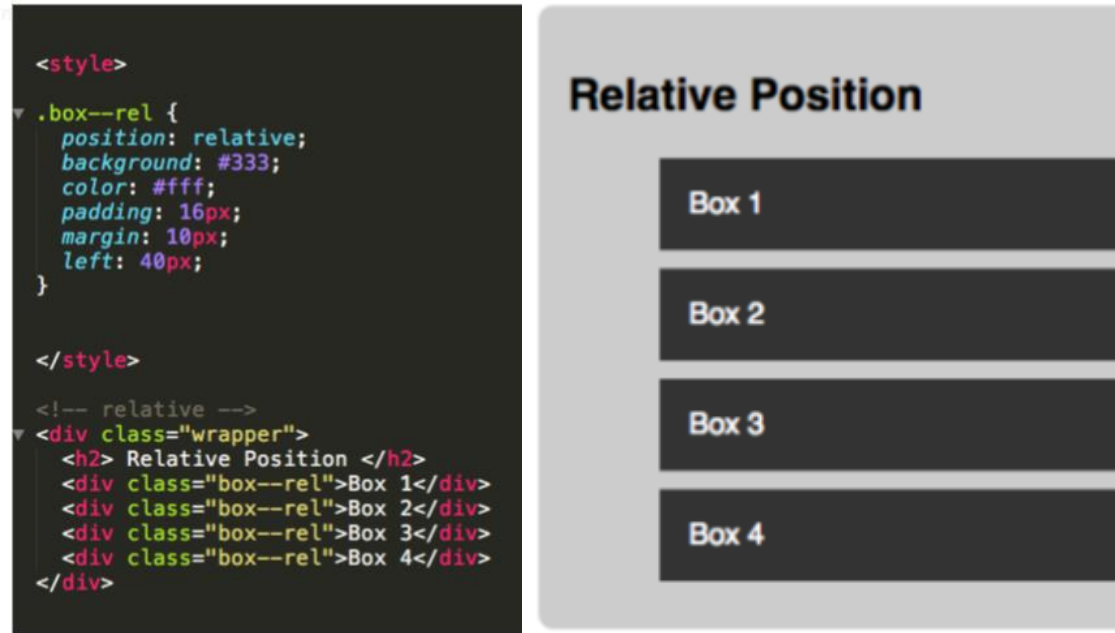 <style>
.box--rel {
position: relative;
background: #333;
color: #fff;
padding: 16px;
margin: 10px;
left: 40px;
}
</style>
<!-- relative -->
<div class="wrapper">
<h2> Relative Position </h2>
<div class="box--rel">Box 1</div>
<div class="box--rel">Box 2</div>
<div class="box--rel">Box 3</div>
<div class="box--rel">Box 4</div>
</div>
Relative Position
Box 1
Box 2
Box 3
Box 4